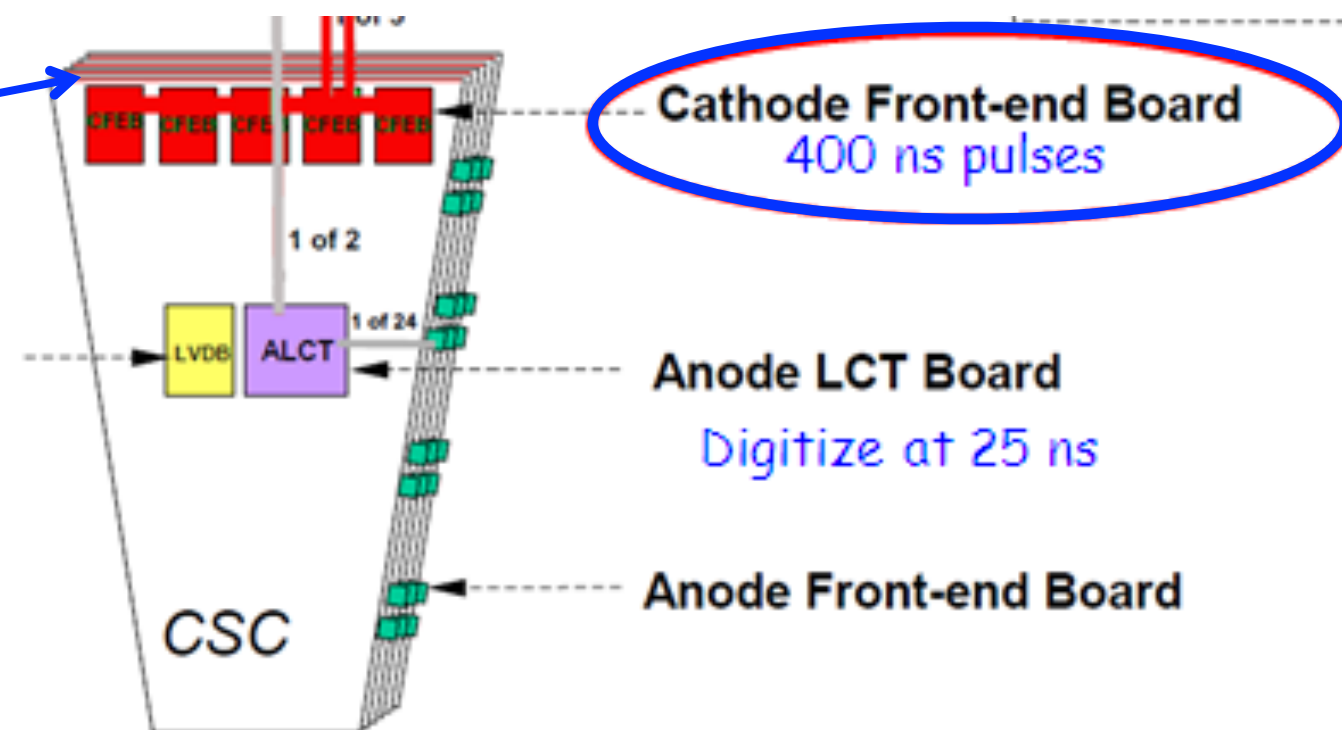 Cathode Front-end Board
400 ns pulses
CFEB CFEB CFEB CFEB CFEB
1 of 2
1 of 24
LVDB
ALCT
Anode LCT Board
Digitize at 25 ns
Anode Front-end Board
CSC